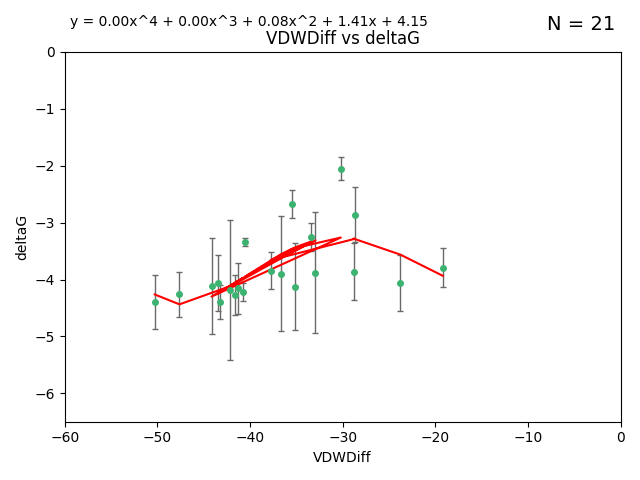 y = 0.00x^4 + 0.00x^3 + 0.08x^2 + 1.41x + 4.15
N = 21
VDWDiff vs deltaG
0
−1
−2
−3
−4
−5
−6
deltaG
−60 −50 −40 −30 −20 −10 0
VDWDiff